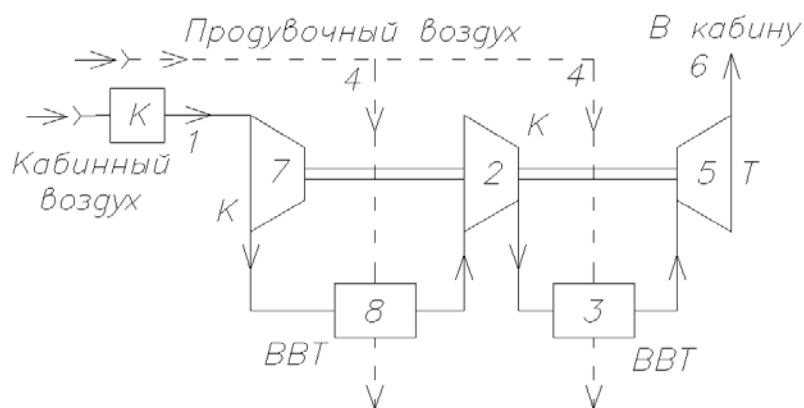 Продувочный воздух
В кабину
6
4
4
К
1
К
Кабинный
воздух
7
2
5
Т
К
8
3
ВВТ
ВВТ